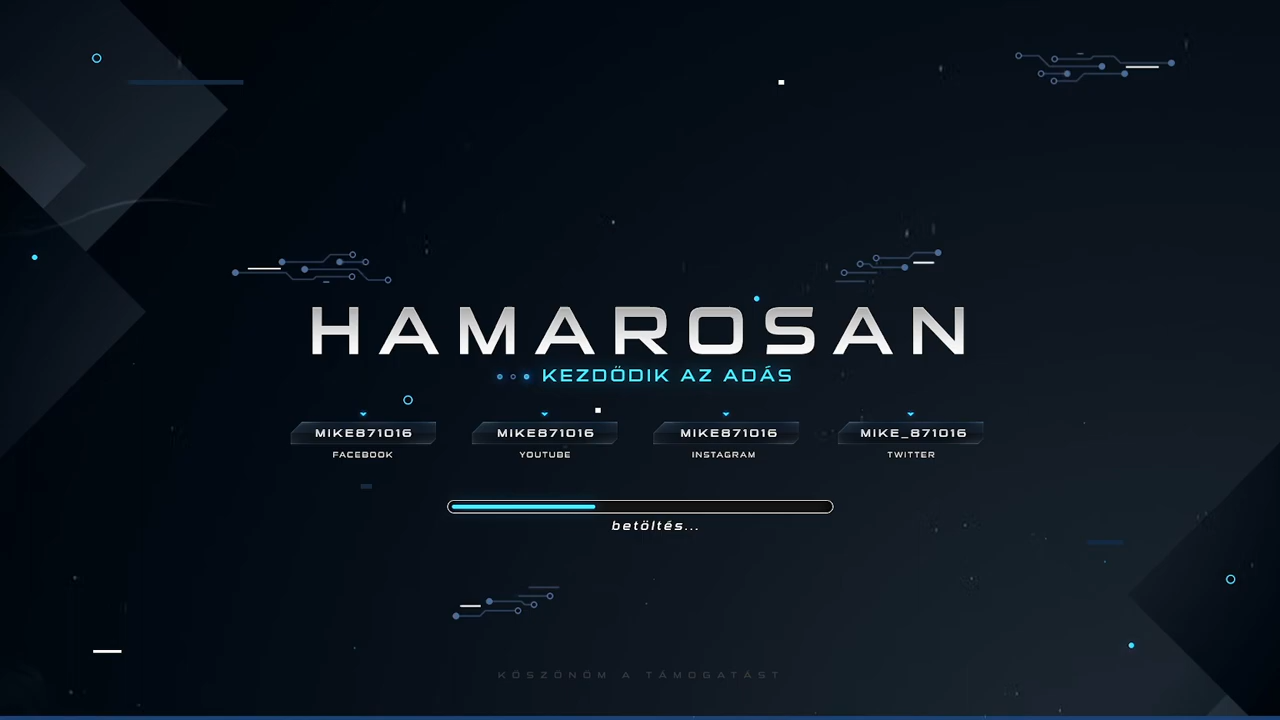 HAMAROSAN
KEZDŐDIK AZ ADÁS
MIKE871016 MIKE871016 MIKE871016 MIKE_871016
FACEBOOK YOUTUBE INSTAGRAM TWITTER
betöltés...
KÖSZÖNÖM A TÁMOGATÁST